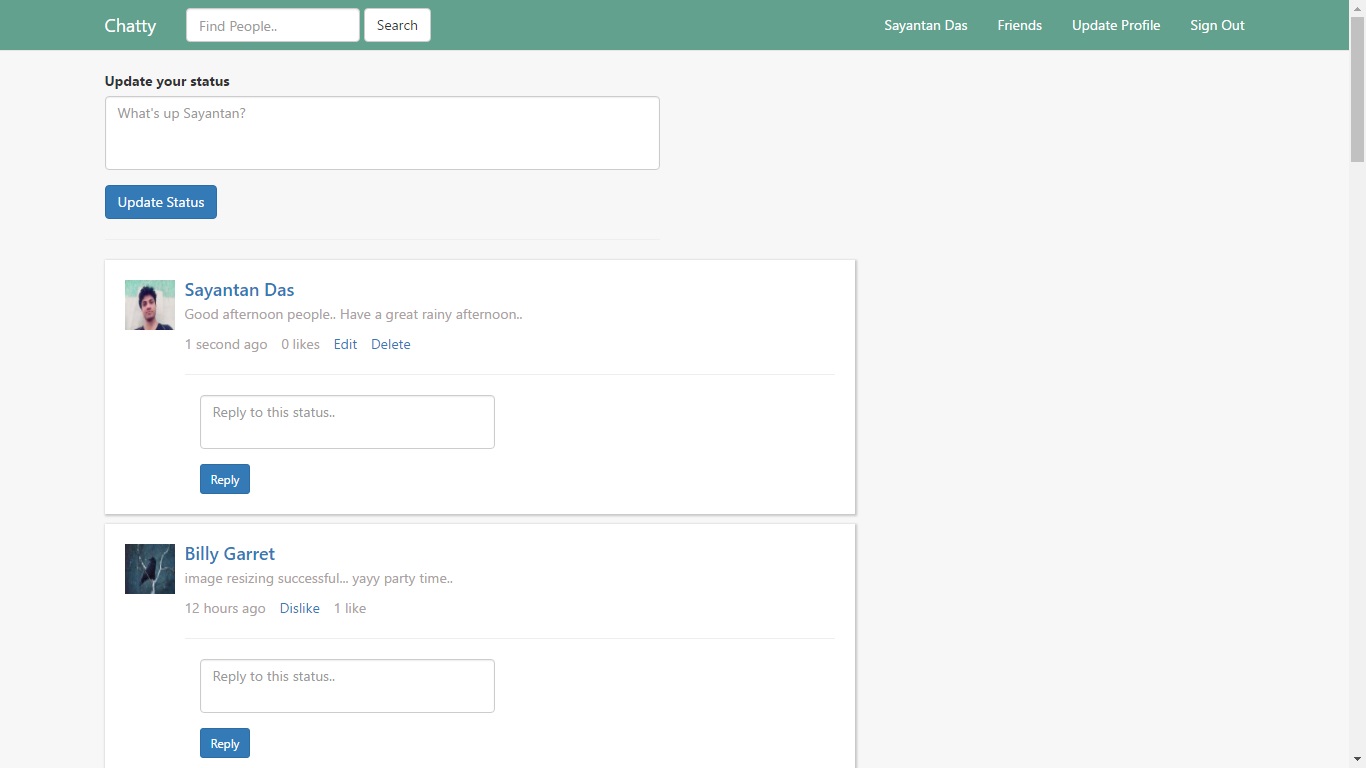 Chatty Find People.. Search Sayantan Das Friends Update Profile Sign Out
Update your status
What's up Sayantan?
Update Status
Sayantan Das
Good afternoon people.. Have a great rainy afternoon..
1 second ago 0 likes Edit Delete
Reply to this status..
Reply
Billy Garret
image resizing successful... yayy party time..
12 hours ago Dislike 1 like
Reply to this status..
Reply